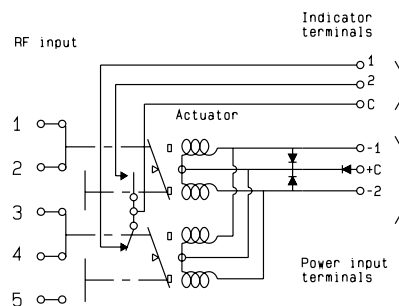 Indicator
terminals
RF input
1
2
C
Actuator
1
2
3
4
5
-1
+C
-2
Power input
terminals